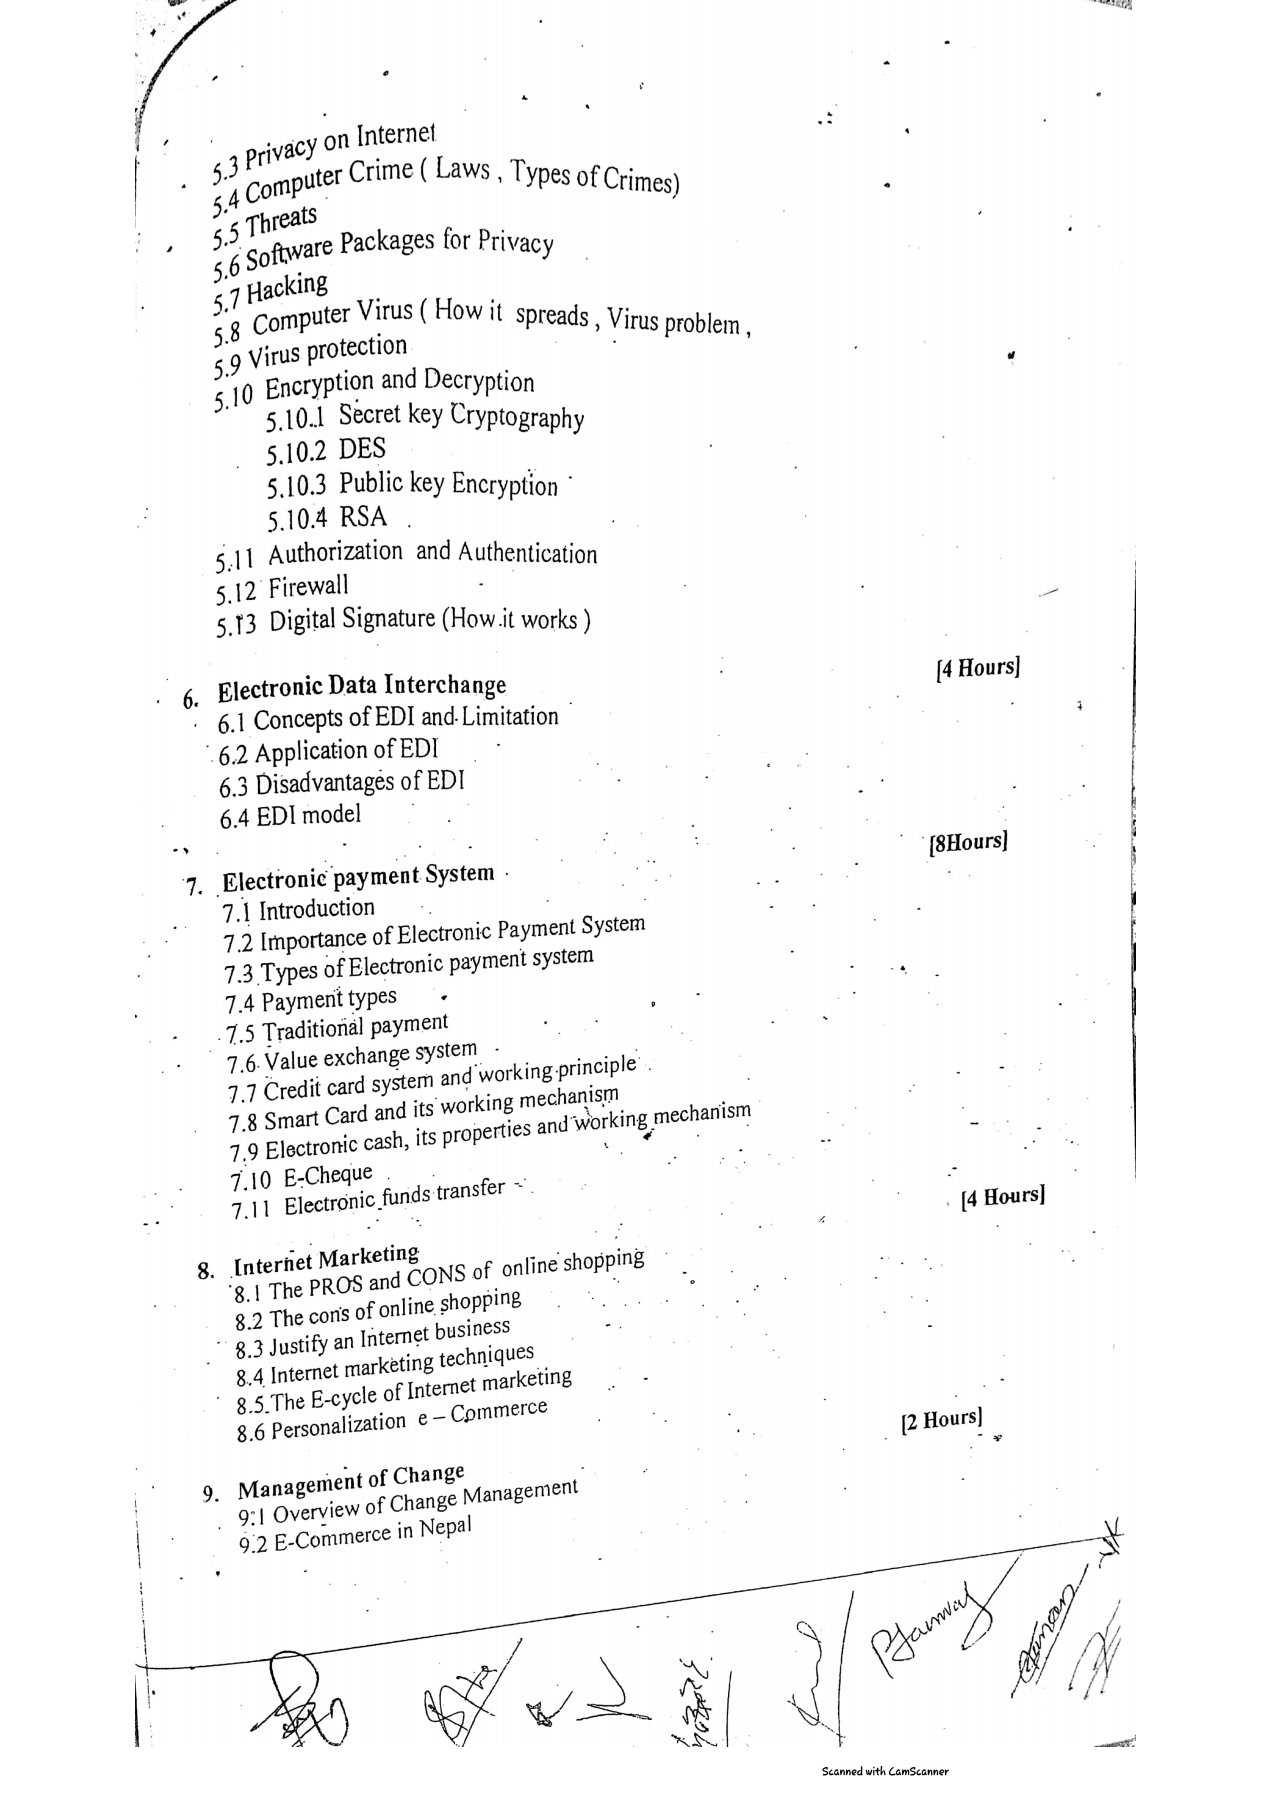 5.3 Privacy on Internet
5.4 Computer Crime ( Laws , Types of Crimes)
5.5 Threats
5.6 Software Packages for Privacy
5.7 Hacking
5.8 Computer Virus ( How it spreads , Virus problem ,
5.9 Virus protection
5.10 Encryption and Decryption
5.10.1 Secret key Cryptography
5.10.2 DES
5.10.3 Public key Encryption
5.10.4 RSA
5.11 Authorization and Authentication
5.12 Firewall
5.13 Digital Signature (How it works )
6. Electronic Data Interchange [4 Hours]
6.1 Concepts of EDI and Limitation
6.2 Application of EDI
6.3 Disadvantages of EDI
6.4 EDI model
7. Electronic payment System [8Hours]
7.1 Introduction
7.2 Importance of Electronic Payment System
7.3 Types of Electronic payment system
7.4 Payment types
7.5 Traditional payment
7.6 Value exchange system
7.7 Credit card system and working principle
7.8 Smart Card and its working mechanism
7.9 Electronic cash, its properties and working mechanism
7.10 E-Cheque
7.11 Electronic funds transfer
8. Internet Marketing [4 Hours]
8.1 The PROS and CONS of online shopping
8.2 The cons of online shopping
8.3 Justify an Internet business
8.4 Internet marketing techniques
8.5 The E-cycle of Internet marketing
8.6 Personalization e – Commerce
9. Management of Change [2 Hours]
9.1 Overview of Change Management
9.2 E-Commerce in Nepal
Scanned with CamScanner